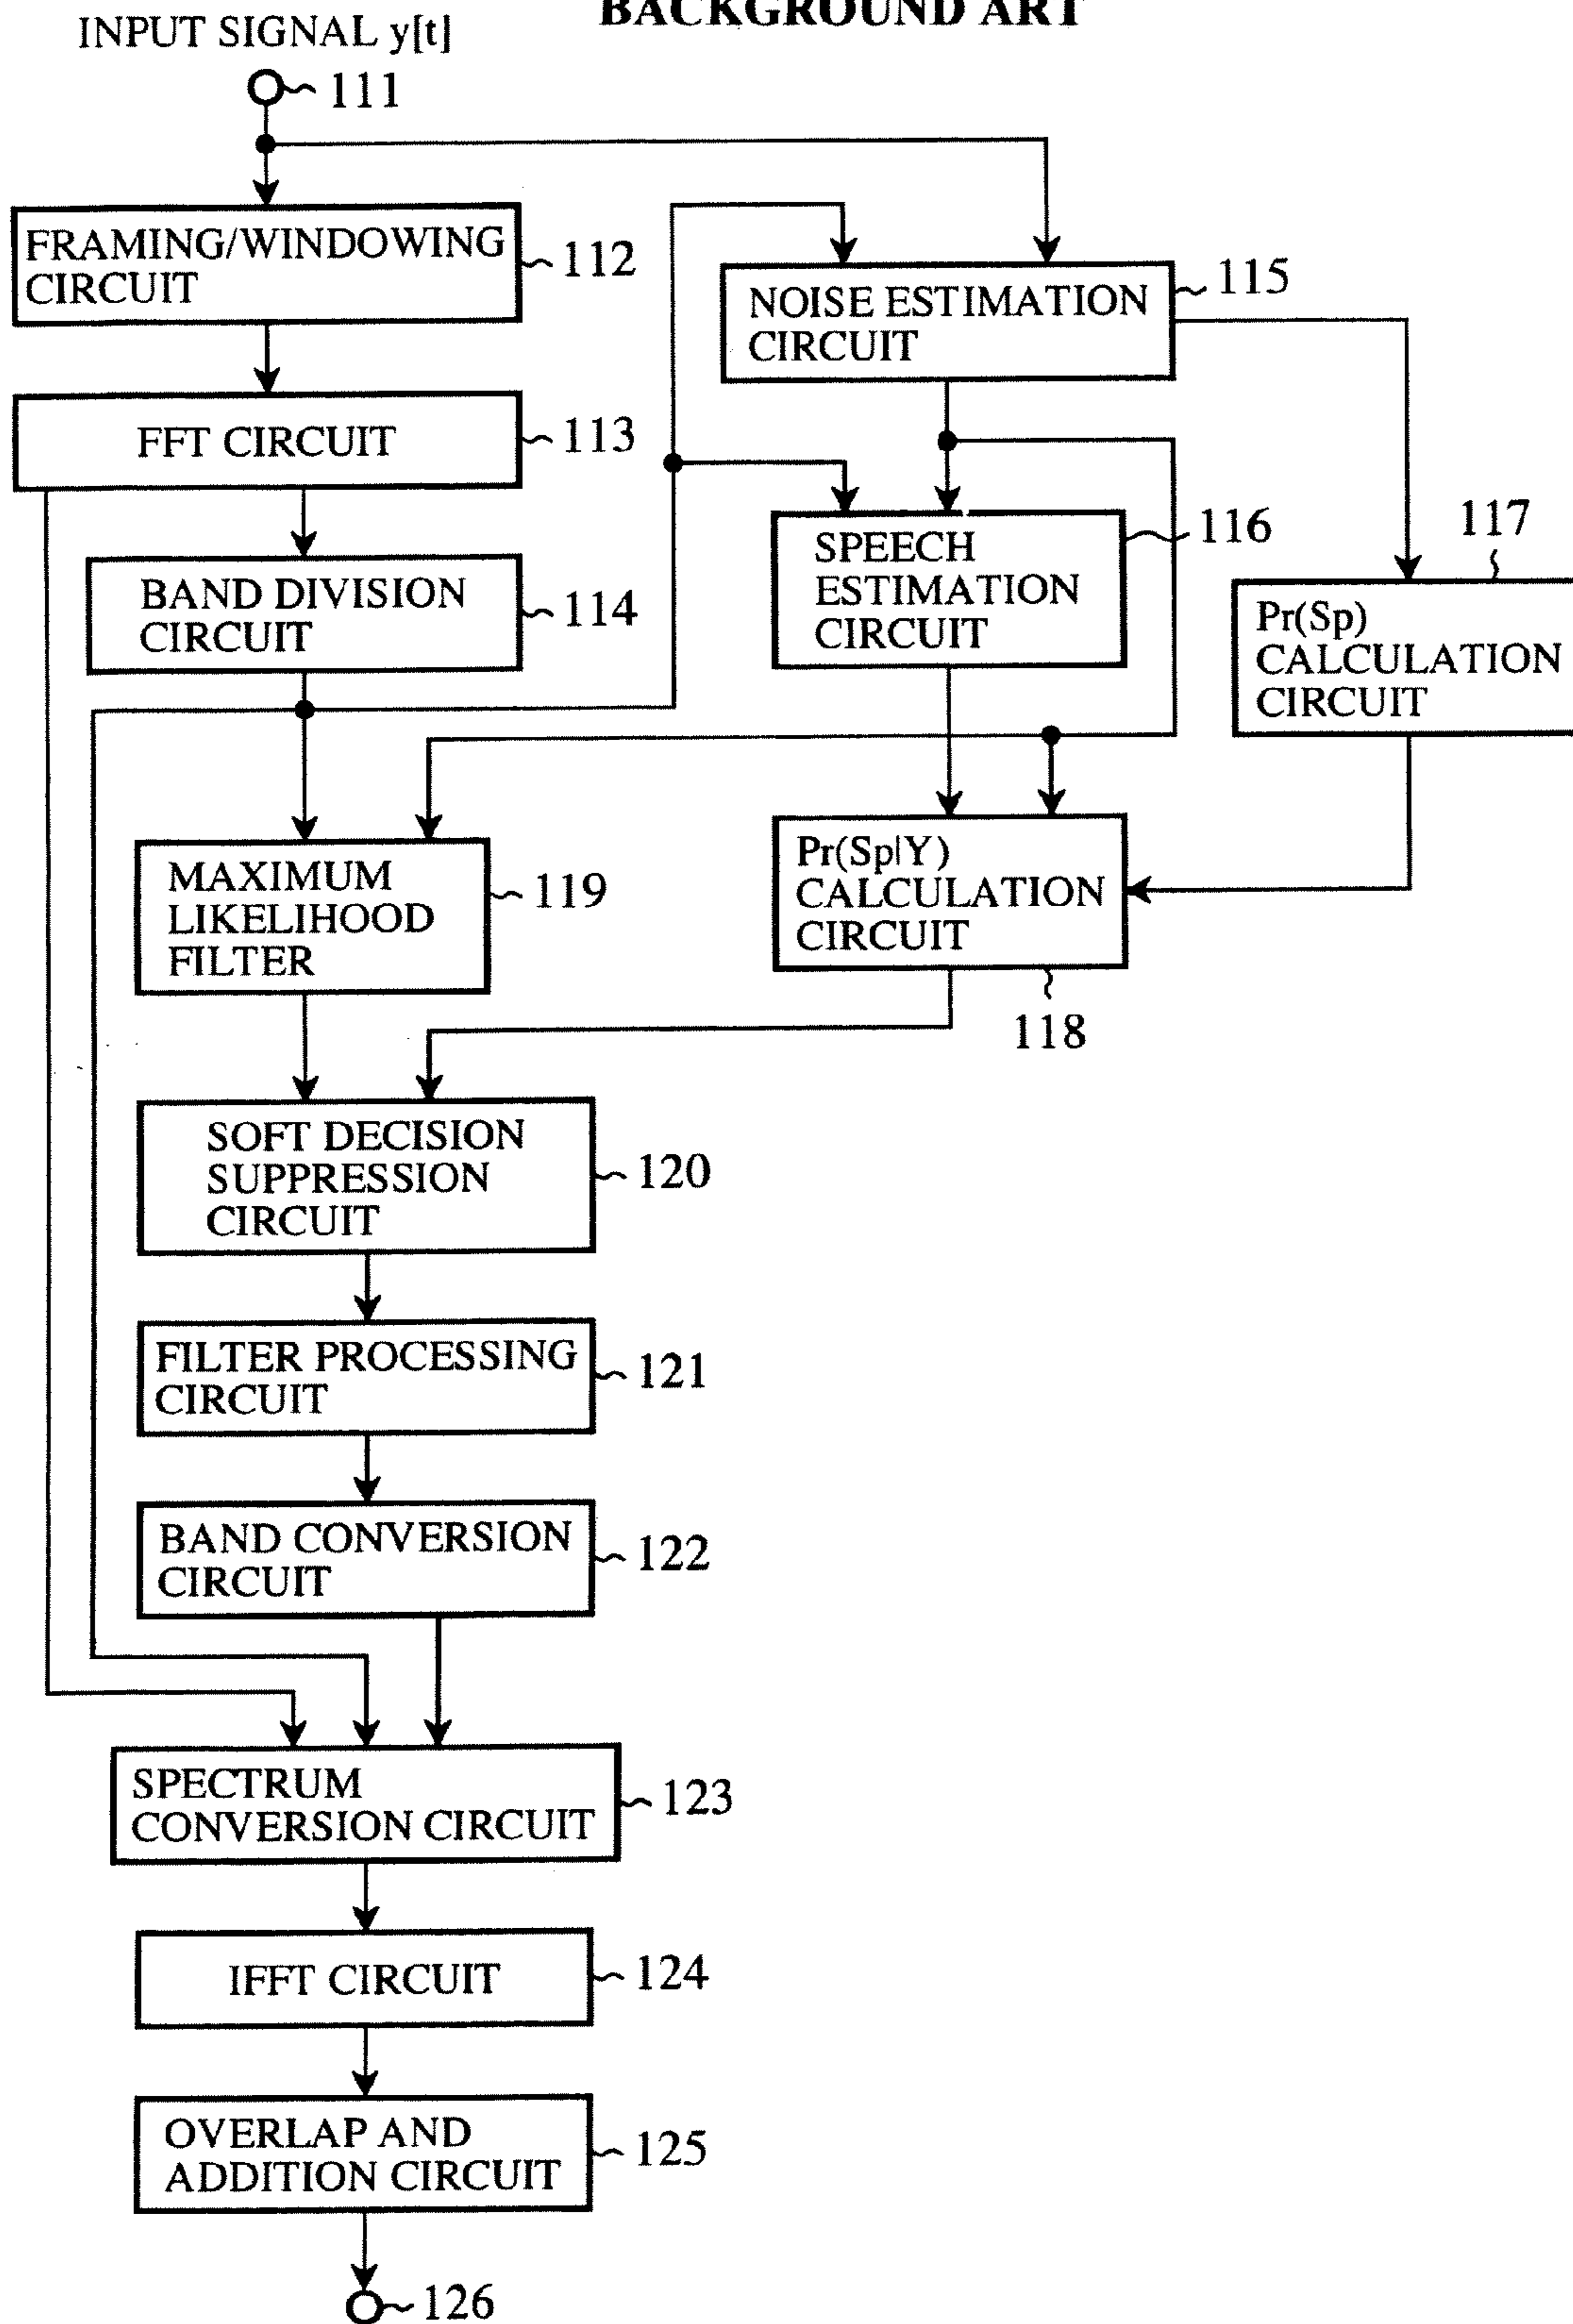 BACKGROUND ART
INPUT SIGNAL y[t]
111
FRAMING/WINDOWING
CIRCUIT
112
NOISE ESTIMATION
CIRCUIT
115
FFT CIRCUIT
113
SPEECH
ESTIMATION
CIRCUIT
116
117
Pr(Sp)
CALCULATION
CIRCUIT
BAND DIVISION
CIRCUIT
114
MAXIMUM
LIKELIHOOD
FILTER
119
Pr(Sp|Y)
CALCULATION
CIRCUIT
118
SOFT DECISION
SUPPRESSION
CIRCUIT
120
FILTER PROCESSING
CIRCUIT
121
BAND CONVERSION
CIRCUIT
122
SPECTRUM
CONVERSION CIRCUIT
123
IFFT CIRCUIT
124
OVERLAP AND
ADDITION CIRCUIT
125
126